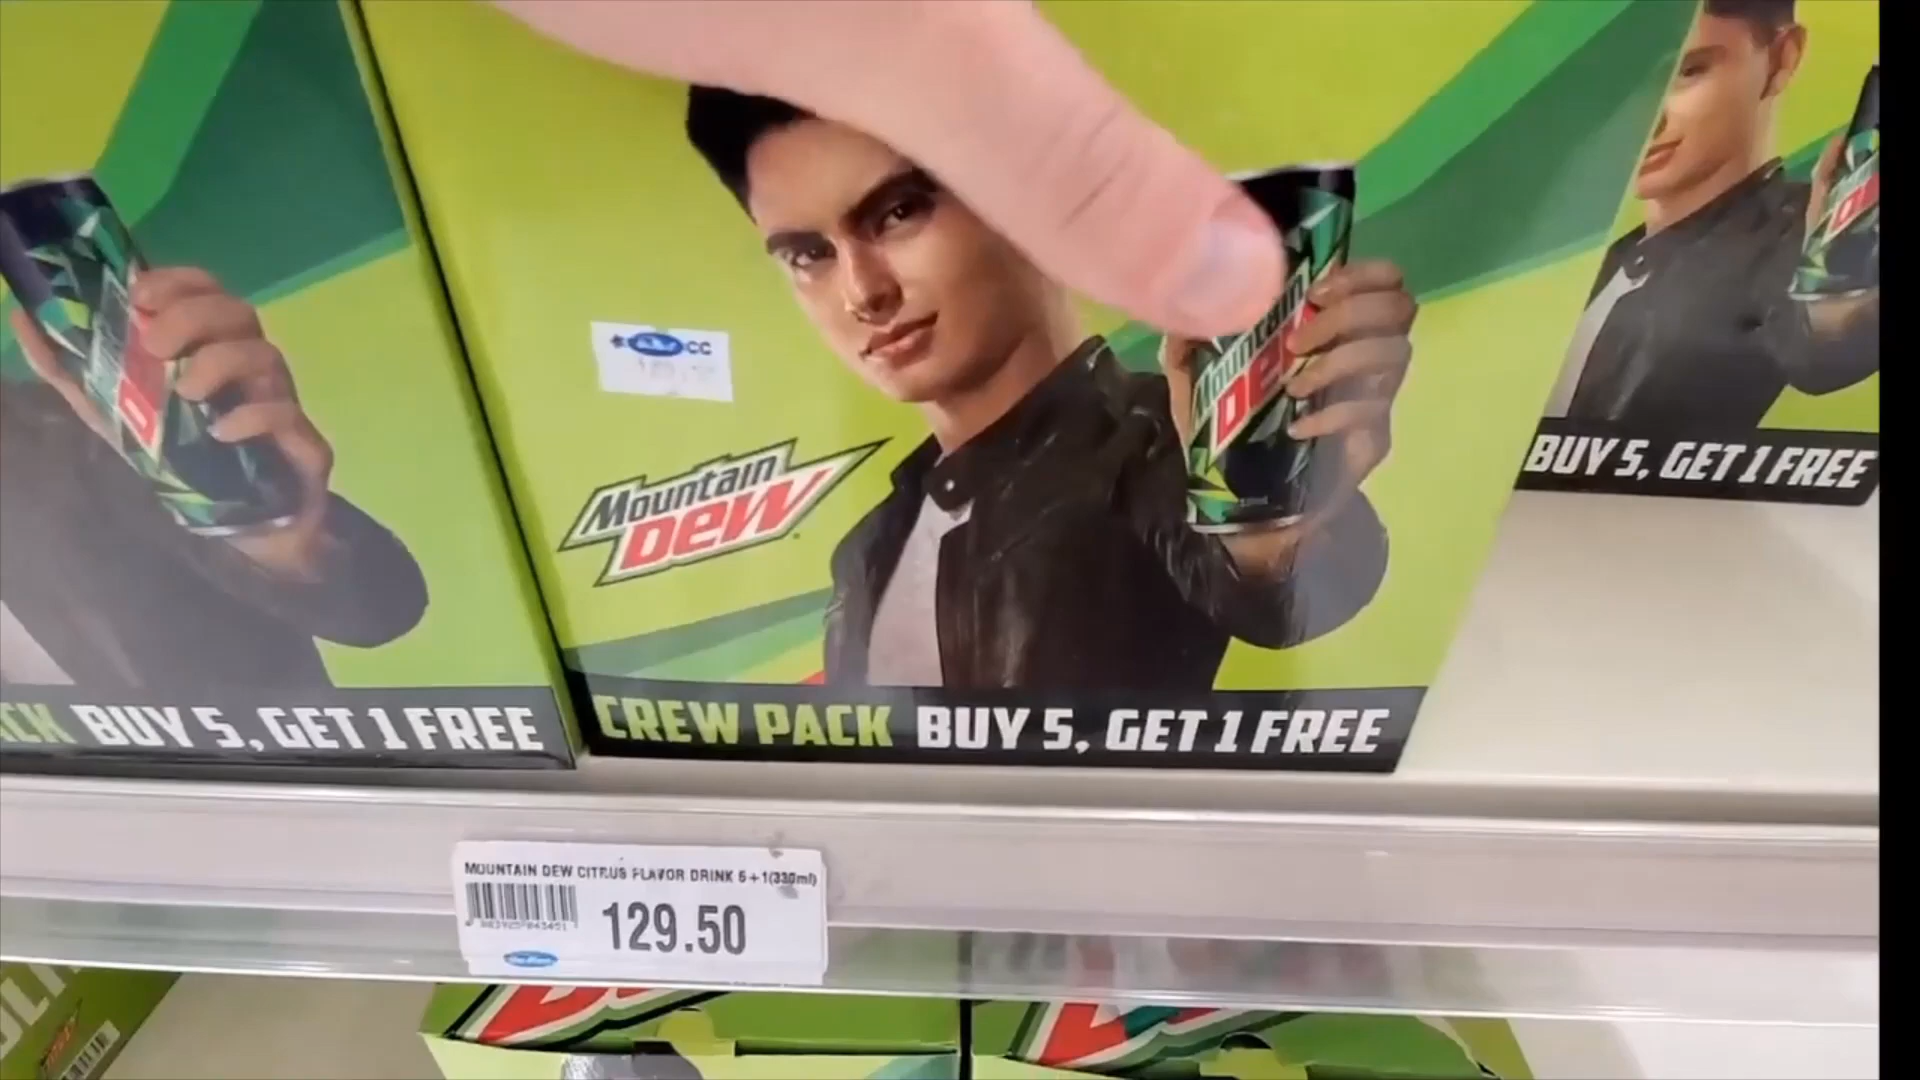 Mountain
Dew
BUY 5, GET 1 FREE
CC
Mountain
Dew
CREW PACK BUY 5, GET 1 FREE
BUY 5, GET 1 FREE
MOUNTAIN DEW CITRUS FLAVOR DRINK 5+1(330ml)
129.50